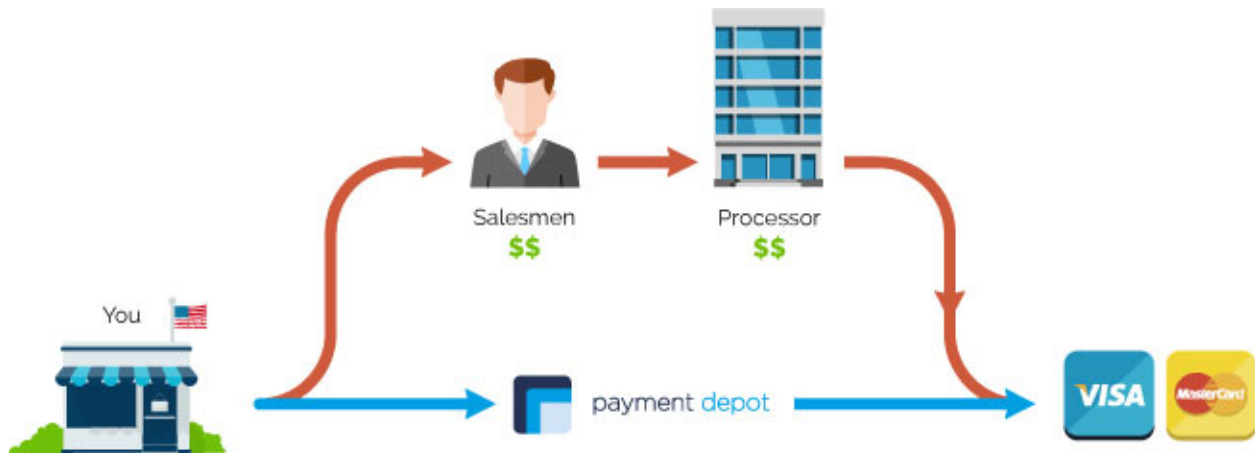 Salesmen
$$
Processor
$$
You
payment depot
VISA
MasterCard